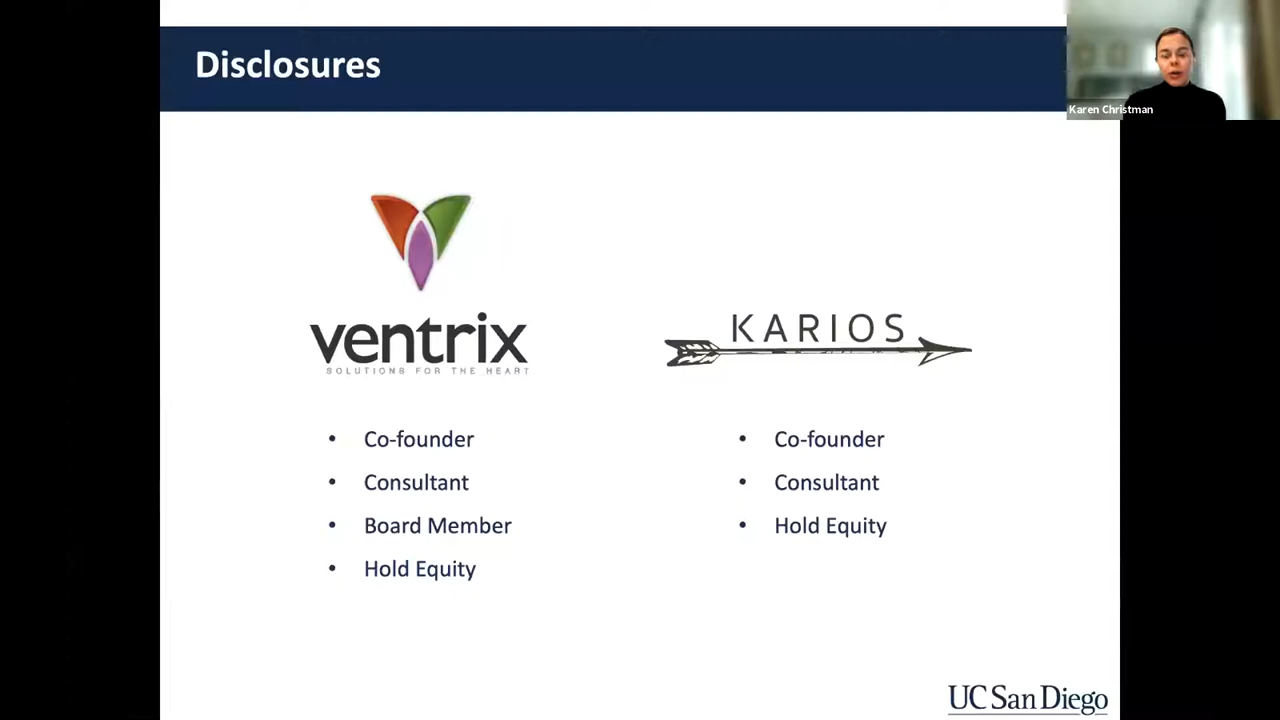 Disclosures
Karen Christman
ventrix
SOLUTIONS FOR THE HEART
KARIOS
• Co-founder
• Consultant
• Board Member
• Hold Equity
• Co-founder
• Consultant
• Hold Equity
UC San Diego